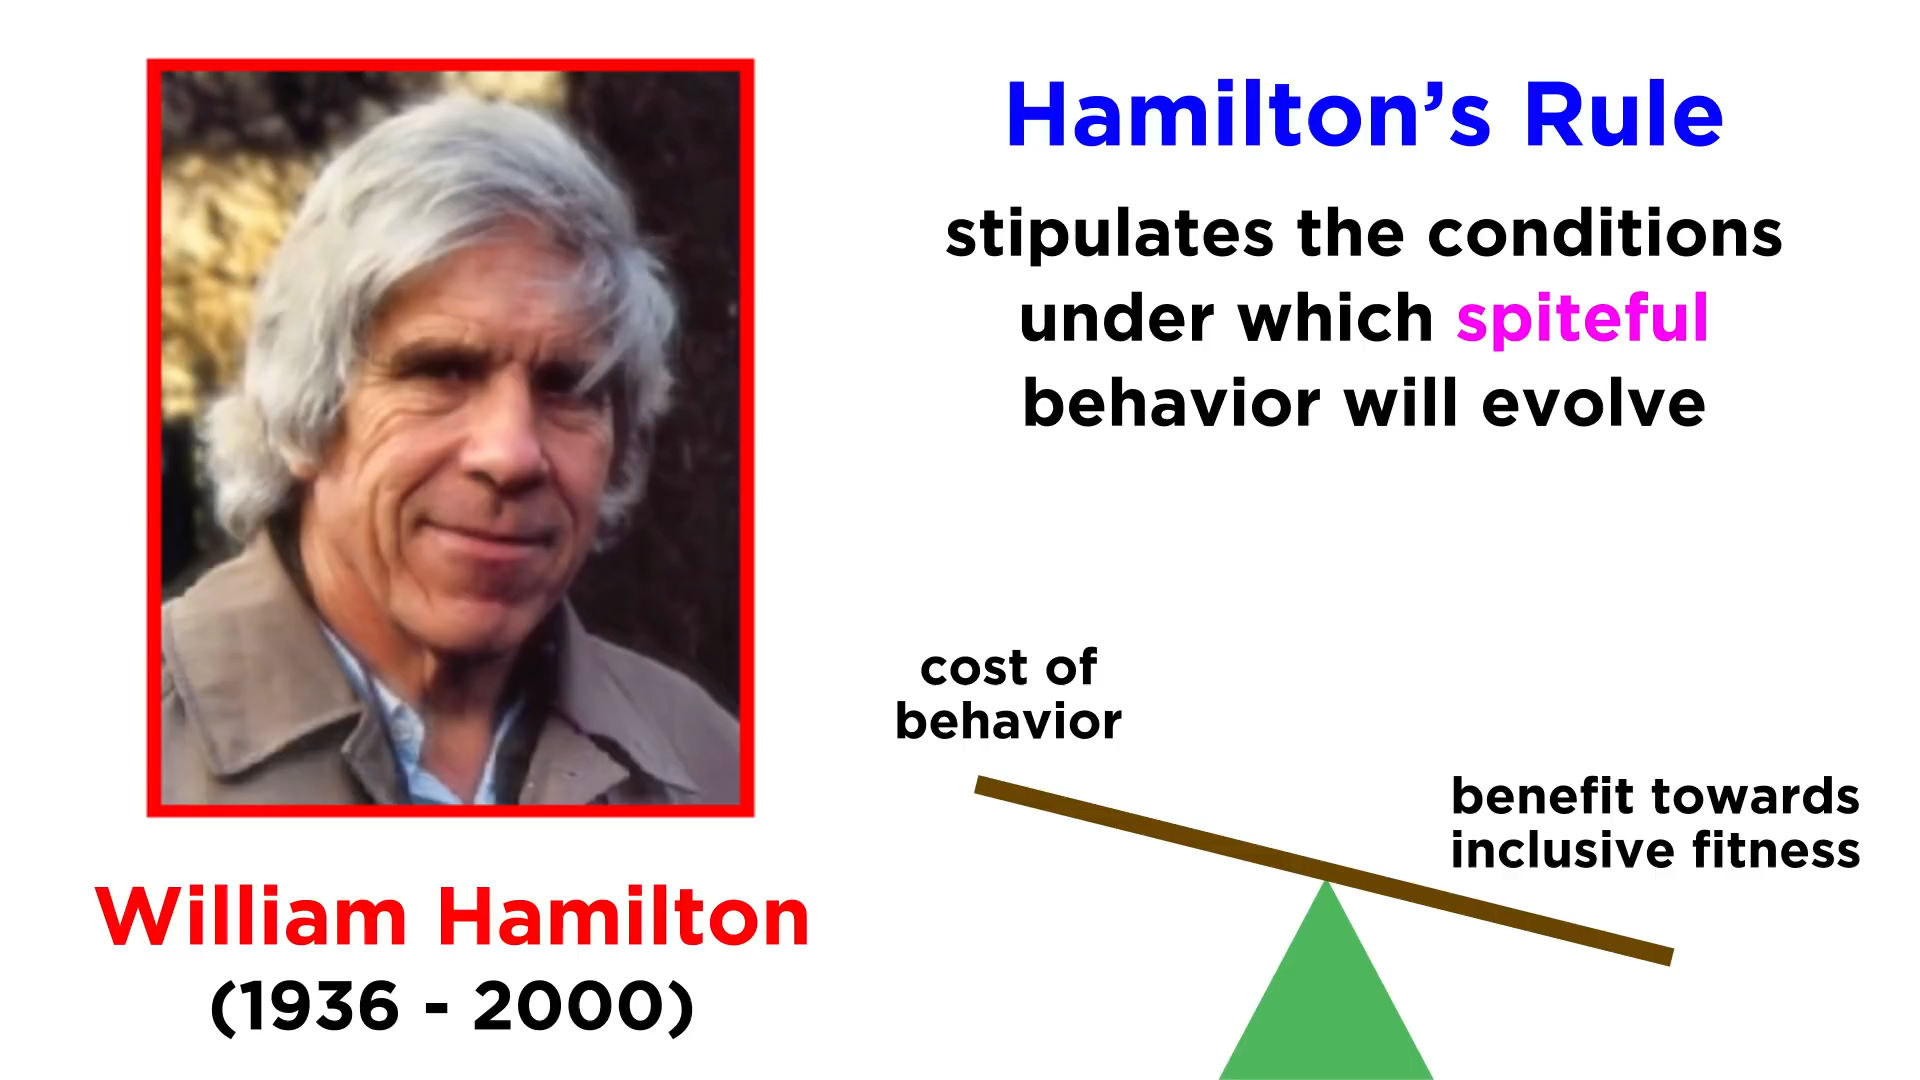 Hamilton’s Rule
stipulates the conditions
under which spiteful
behavior will evolve
cost of
behavior
benefit towards
inclusive fitness
William Hamilton
(1936 - 2000)